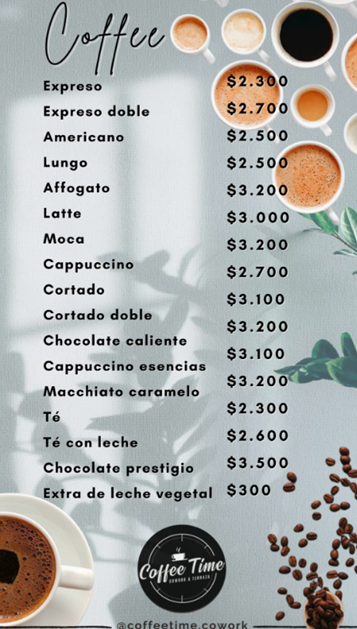 Coffee
Expreso
Expreso doble
Americano
Lungo
Affogato
Latte
Moca
Cappuccino
Cortado
Cortado doble
Chocolate caliente
Cappuccino esencias
Macchiato caramelo
Té
Té con leche
Chocolate prestigio
Extra de leche vegetal
$2.300
$2.700
$2.500
$2.500
$3.200
$3.000
$3.200
$2.700
$3.100
$3.200
$3.100
$3.200
$2.300
$2.600
$3.500
$300
Coffee Time
COWORK & TERRAZA
@coffeetime.cowork